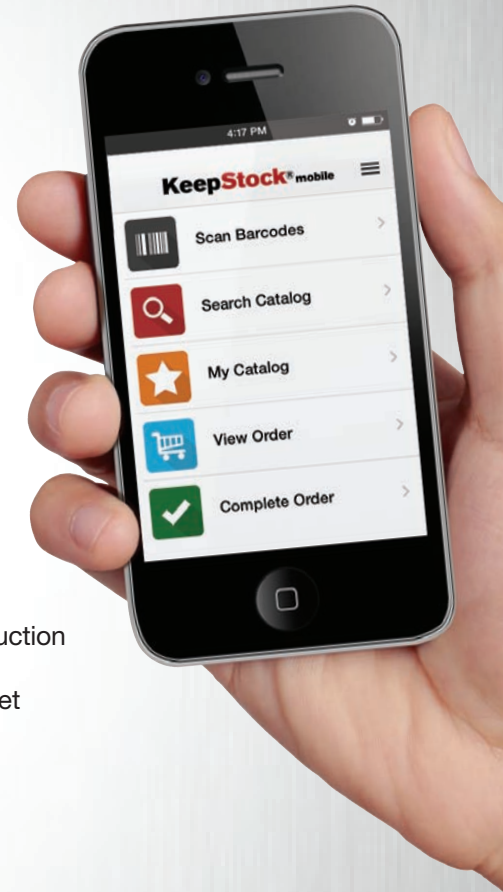 4:17 PM
KeepStock® mobile
Scan Barcodes
Search Catalog
My Catalog
View Order
Complete Order
uction
et